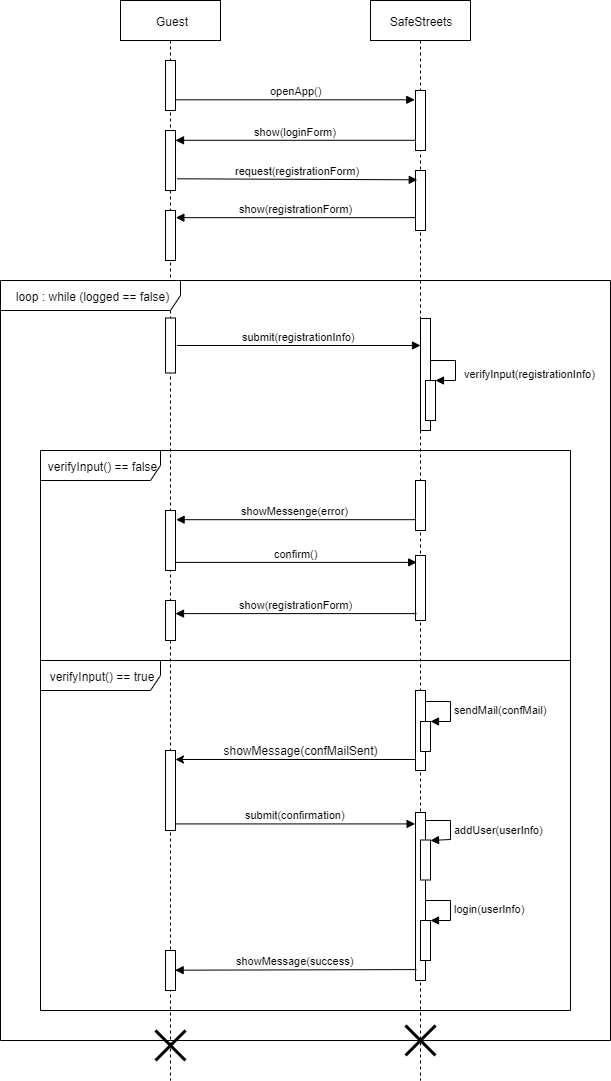 Guest
SafeStreets
openApp()
show(loginForm)
request(registrationForm)
show(registrationForm)
loop : while (logged == false)
submit(registrationInfo)
verifyInput(registrationInfo)
verifyInput() == false
showMessenge(error)
confirm()
show(registrationForm)
verifyInput() == true
sendMail(confMail)
showMessage(confMailSent)
submit(confirmation)
addUser(userInfo)
login(userInfo)
showMessage(success)